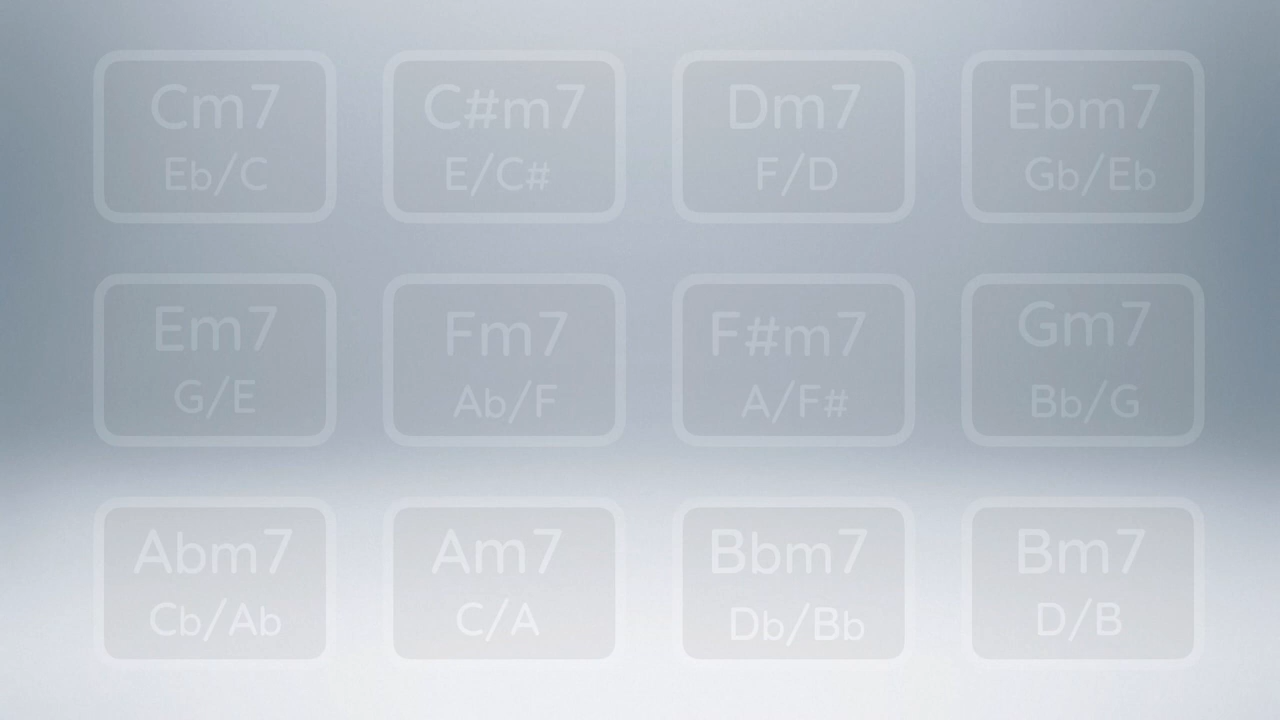 Cm7
Eb/C
C#m7
E/C#
Dm7
F/D
Ebm7
Gb/Eb
Em7
G/E
Fm7
Ab/F
F#m7
A/F#
Gm7
Bb/G
Abm7
Cb/Ab
Am7
C/A
Bbm7
Db/Bb
Bm7
D/B